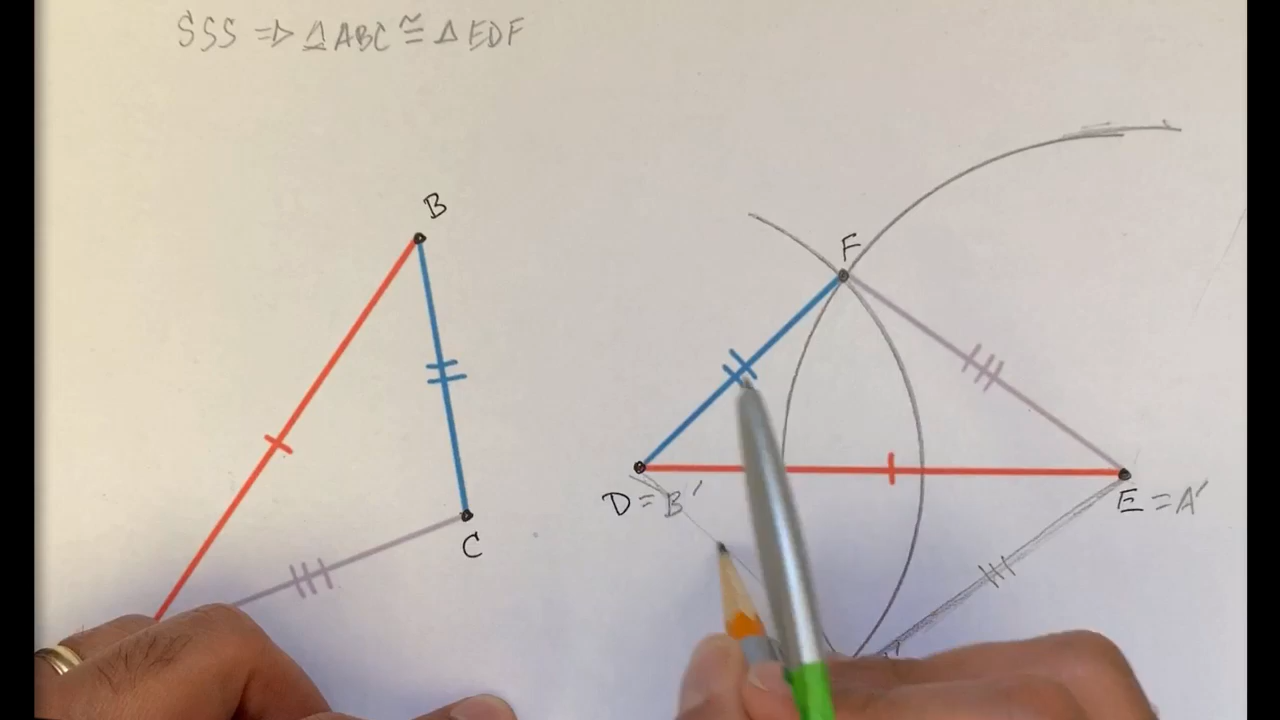 SSS ⇒ △ABC ≅ △EDF
B
F
D = B′
E = A′
C